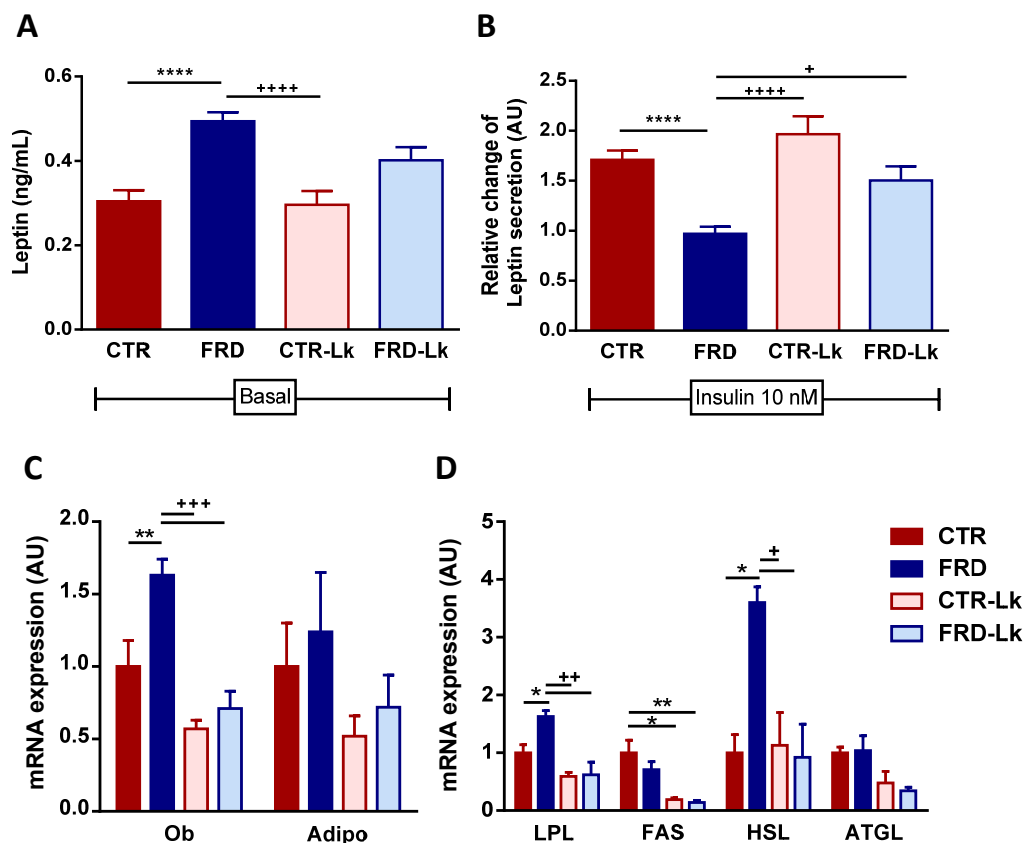 A
Leptin (ng/mL)
0.6
0.4
0.2
0.0
****
++++
CTR FRD CTR-Lk FRD-Lk
Basal
B
Relative change of
Leptin secretion (AU)
2.5
2.0
1.5
1.0
0.5
0.0
+
++++
****
CTR FRD CTR-Lk FRD-Lk
Insulin 10 nM
C
mRNA expression (AU)
2.0
1.5
1.0
0.5
0.0
+++
**
Ob Adipo
D
mRNA expression (AU)
5
4
3
2
1
0
*
++
**
*
*
+
LPL FAS HSL ATGL
CTR
FRD
CTR-Lk
FRD-Lk